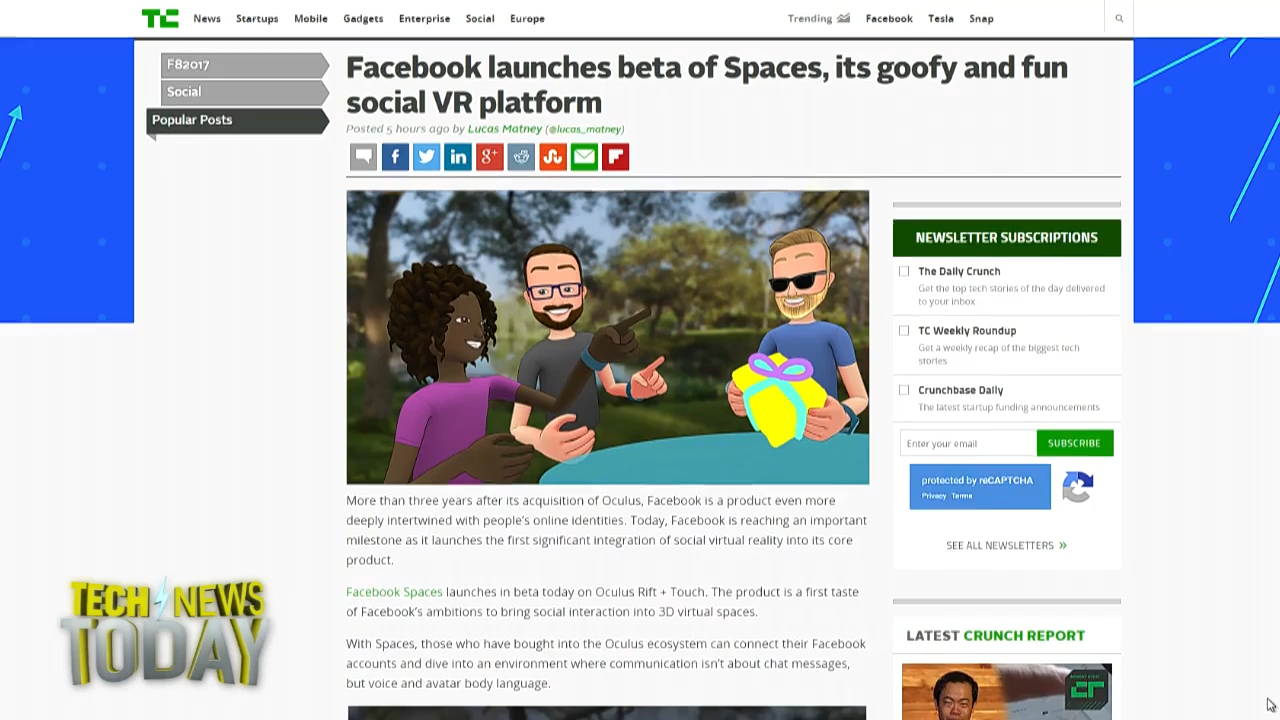 TC News Startups Mobile Gadgets Enterprise Social Europe Trending Facebook Tesla Snap
F82017
Social
Popular Posts
Facebook launches beta of Spaces, its goofy and fun
social VR platform
Posted 5 hours ago by Lucas Matney (@lucas_matney)
f in g+
More than three years after its acquisition of Oculus, Facebook is a product even more
deeply intertwined with people's online identities. Today, Facebook is reaching an important
milestone as it launches the first significant integration of social virtual reality into its core
product.
Facebook Spaces launches in beta today on Oculus Rift + Touch. The product is a first taste
of Facebook's ambitions to bring social interaction into 3D virtual spaces.
With Spaces, those who have bought into the Oculus ecosystem can connect their Facebook
accounts and dive into an environment where communication isn't about chat messages,
but voice and avatar body language.
NEWSLETTER SUBSCRIPTIONS
The Daily Crunch
Get the top tech stories of the day delivered
to your inbox
TC Weekly Roundup
Get a weekly recap of the biggest tech
stories
Crunchbase Daily
The latest startup funding announcements
Enter your email SUBSCRIBE
protected by reCAPTCHA
Privacy Terms
SEE ALL NEWSLETTERS »
LATEST CRUNCH REPORT
CR
TECH NEWS
TODAY